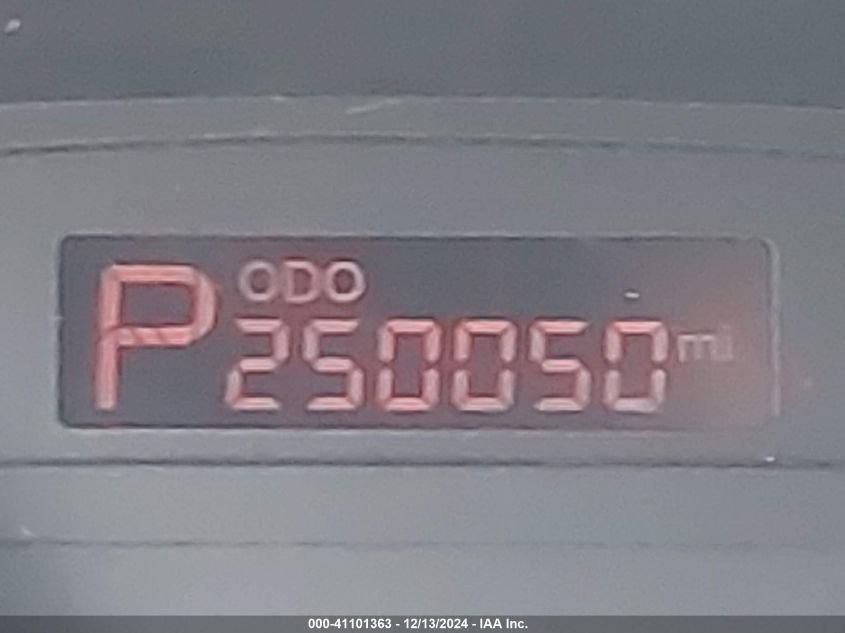 P ODO
250050 mi
000-41101363 - 12/13/2024 - IAA Inc.